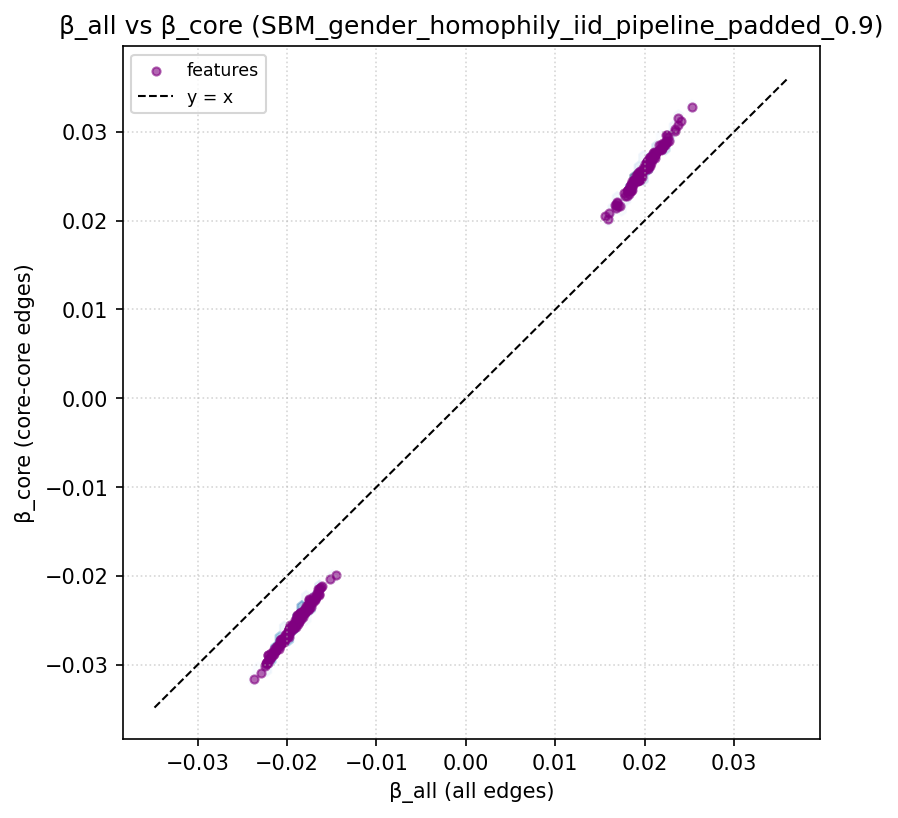 β_all vs β_core (SBM_gender_homophily_iid_pipeline_padded_0.9)
features
y = x
0.03
0.02
0.01
0.00
−0.01
−0.02
−0.03
β_core (core-core edges)
−0.03 −0.02 −0.01 0.00 0.01 0.02 0.03
β_all (all edges)